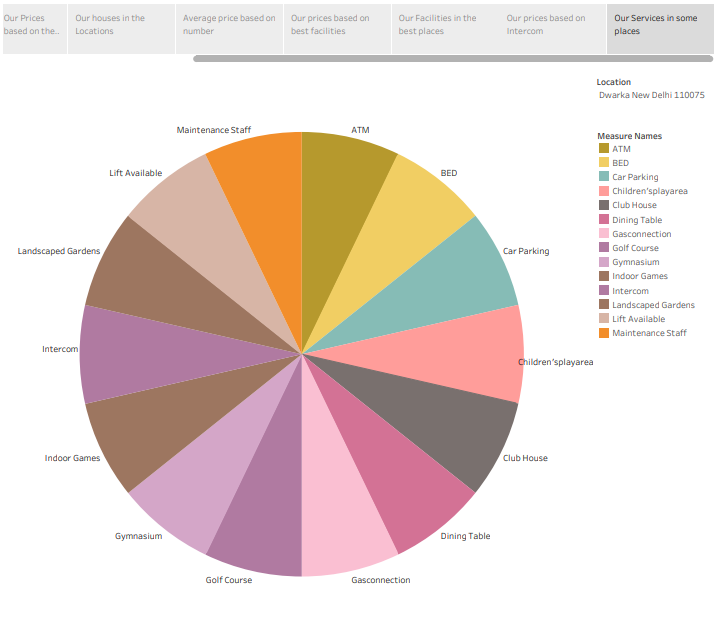 Our Prices
based on the..
Our houses in the
Locations
Average price based on
number
Our prices based on
best facilities
Our Facilities in the
best places
Our prices based on
Intercom
Our Services in some
places
Location
Dwarka New Delhi 110075
Measure Names
ATM
BED
Car Parking
Children'splayarea
Club House
Dining Table
Gasconnection
Golf Course
Gymnasium
Indoor Games
Intercom
Landscaped Gardens
Lift Available
Maintenance Staff
Maintenance Staff
ATM
Lift Available
BED
Landscaped Gardens
Car Parking
Intercom
Children'splayarea
Indoor Games
Club House
Gymnasium
Dining Table
Golf Course
Gasconnection